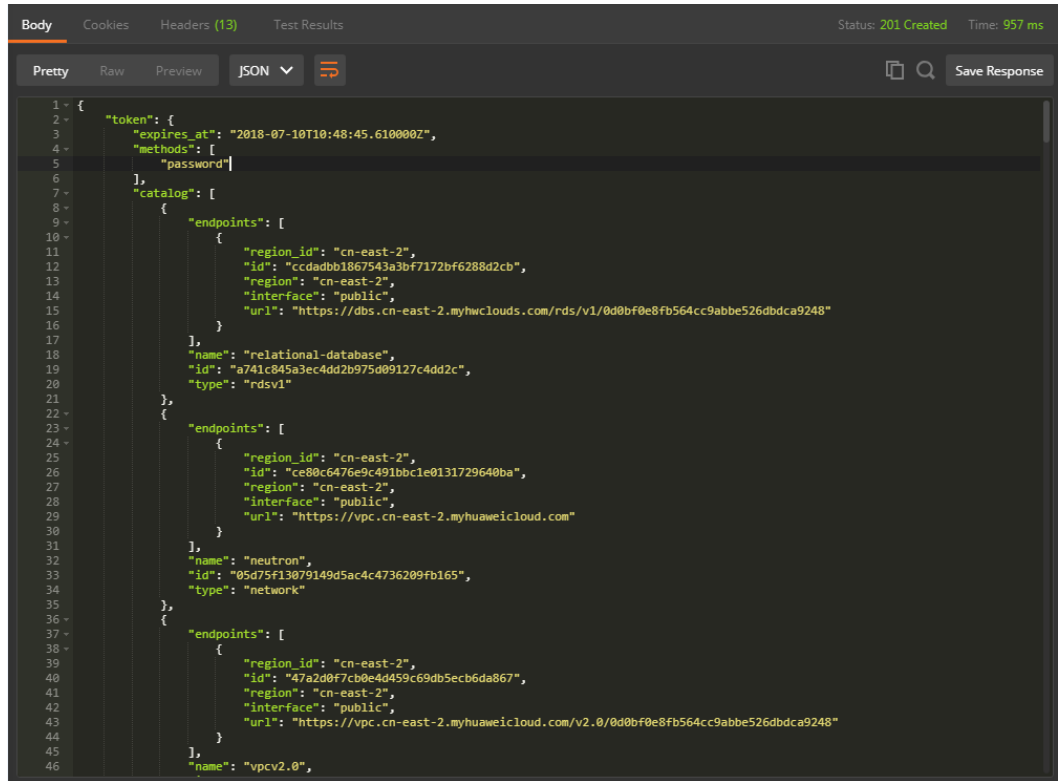 Body Cookies Headers (13) Test Results Status: 201 Created Time: 957 ms
Pretty Raw Preview JSON Save Response
1 {
2 "token": {
3 "expires_at": "2018-07-10T10:48:45.610000Z",
4 "methods": [
5 "password"
6 ],
7 "catalog": [
8 {
9 "endpoints": [
10 {
11 "region_id": "cn-east-2",
12 "id": "ccdadbb1867543a3bf7172bf6288d2cb",
13 "region": "cn-east-2",
14 "interface": "public",
15 "url": "https://dbs.cn-east-2.myhwclouds.com/rds/v1/0d0bf0e8fb564cc9abbe526dbdca9248"
16 }
17 ],
18 "name": "relational-database",
19 "id": "a741c845a3ec4dd2b975d09127c4dd2c",
20 "type": "rdsv1"
21 },
22 {
23 "endpoints": [
24 {
25 "region_id": "cn-east-2",
26 "id": "ce80c6476e9c491bbc1e0131729640ba",
27 "region": "cn-east-2",
28 "interface": "public",
29 "url": "https://vpc.cn-east-2.myhuaweicloud.com"
30 }
31 ],
32 "name": "neutron",
33 "id": "05d75f13079149d5ac4c4736209fb165",
34 "type": "network"
35 },
36 {
37 "endpoints": [
38 {
39 "region_id": "cn-east-2",
40 "id": "47a2d0f7cb0e4d459c69db5ecb6da867",
41 "region": "cn-east-2",
42 "interface": "public",
43 "url": "https://vpc.cn-east-2.myhuaweicloud.com/v2.0/0d0bf0e8fb564cc9abbe526dbdca9248"
44 }
45 ],
46 "name": "vpcv2.0",